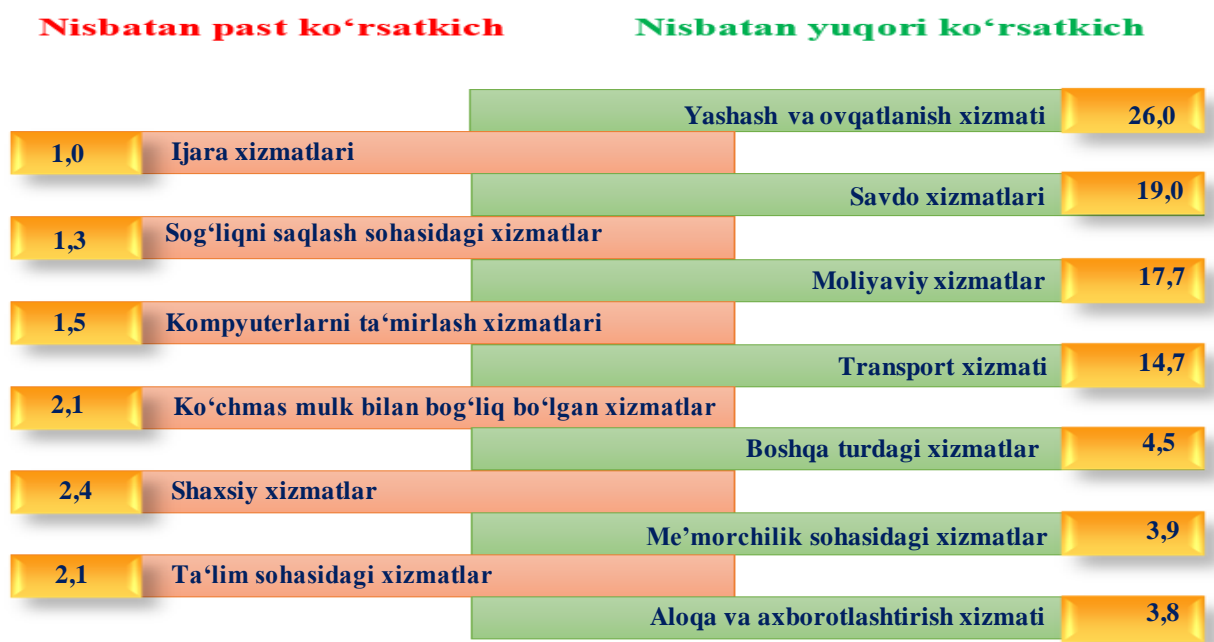 Nisbatan past ko‘rsatkich
Nisbatan yuqori ko‘rsatkich
Yashash va ovqatlanish xizmati 26,0
1,0 Ijara xizmatlari
Savdo xizmatlari 19,0
1,3 Sog‘liqni saqlash sohasidagi xizmatlar
Moliyaviy xizmatlar 17,7
1,5 Kompyuterlarni ta‘mirlash xizmatlari
Transport xizmati 14,7
2,1 Ko‘chmas mulk bilan bog‘liq bo‘lgan xizmatlar
Boshqa turdagi xizmatlar 4,5
2,4 Shaxsiy xizmatlar
Me’morchilik sohasidagi xizmatlar 3,9
2,1 Ta‘lim sohasidagi xizmatlar
Aloqa va axborotlashtirish xizmati 3,8